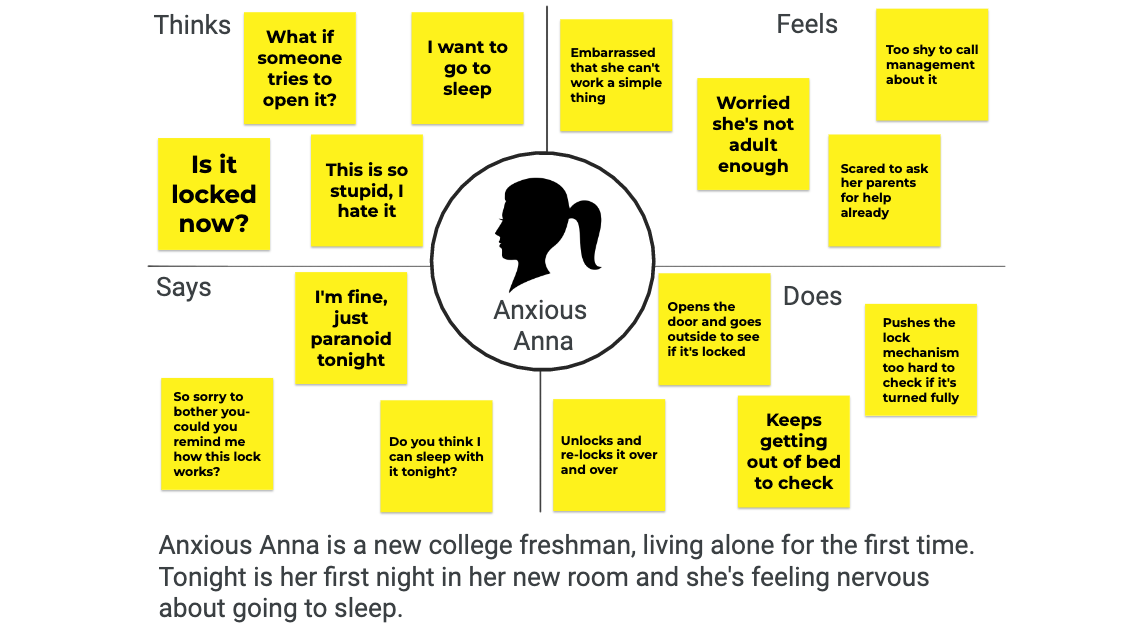 Thinks
What if
someone
tries to
open it?
I want to
go to
sleep
Is it
locked
now?
This is so
stupid, I
hate it
Feels
Embarrassed
that she can't
work a simple
thing
Worried
she's not
adult
enough
Too shy to call
management
about it
Scared to ask
her parents
for help
already
Anxious
Anna
Says
I'm fine,
just
paranoid
tonight
So sorry to
bother you-
could you
remind me
how this lock
works?
Do you think I
can sleep with
it tonight?
Does
Opens the
door and goes
outside to see
if it's locked
Pushes the
lock
mechanism
too hard to
check if it's
turned fully
Unlocks and
re-locks it over
and over
Keeps
getting
out of bed
to check
Anxious Anna is a new college freshman, living alone for the first time.
Tonight is her first night in her new room and she's feeling nervous
about going to sleep.